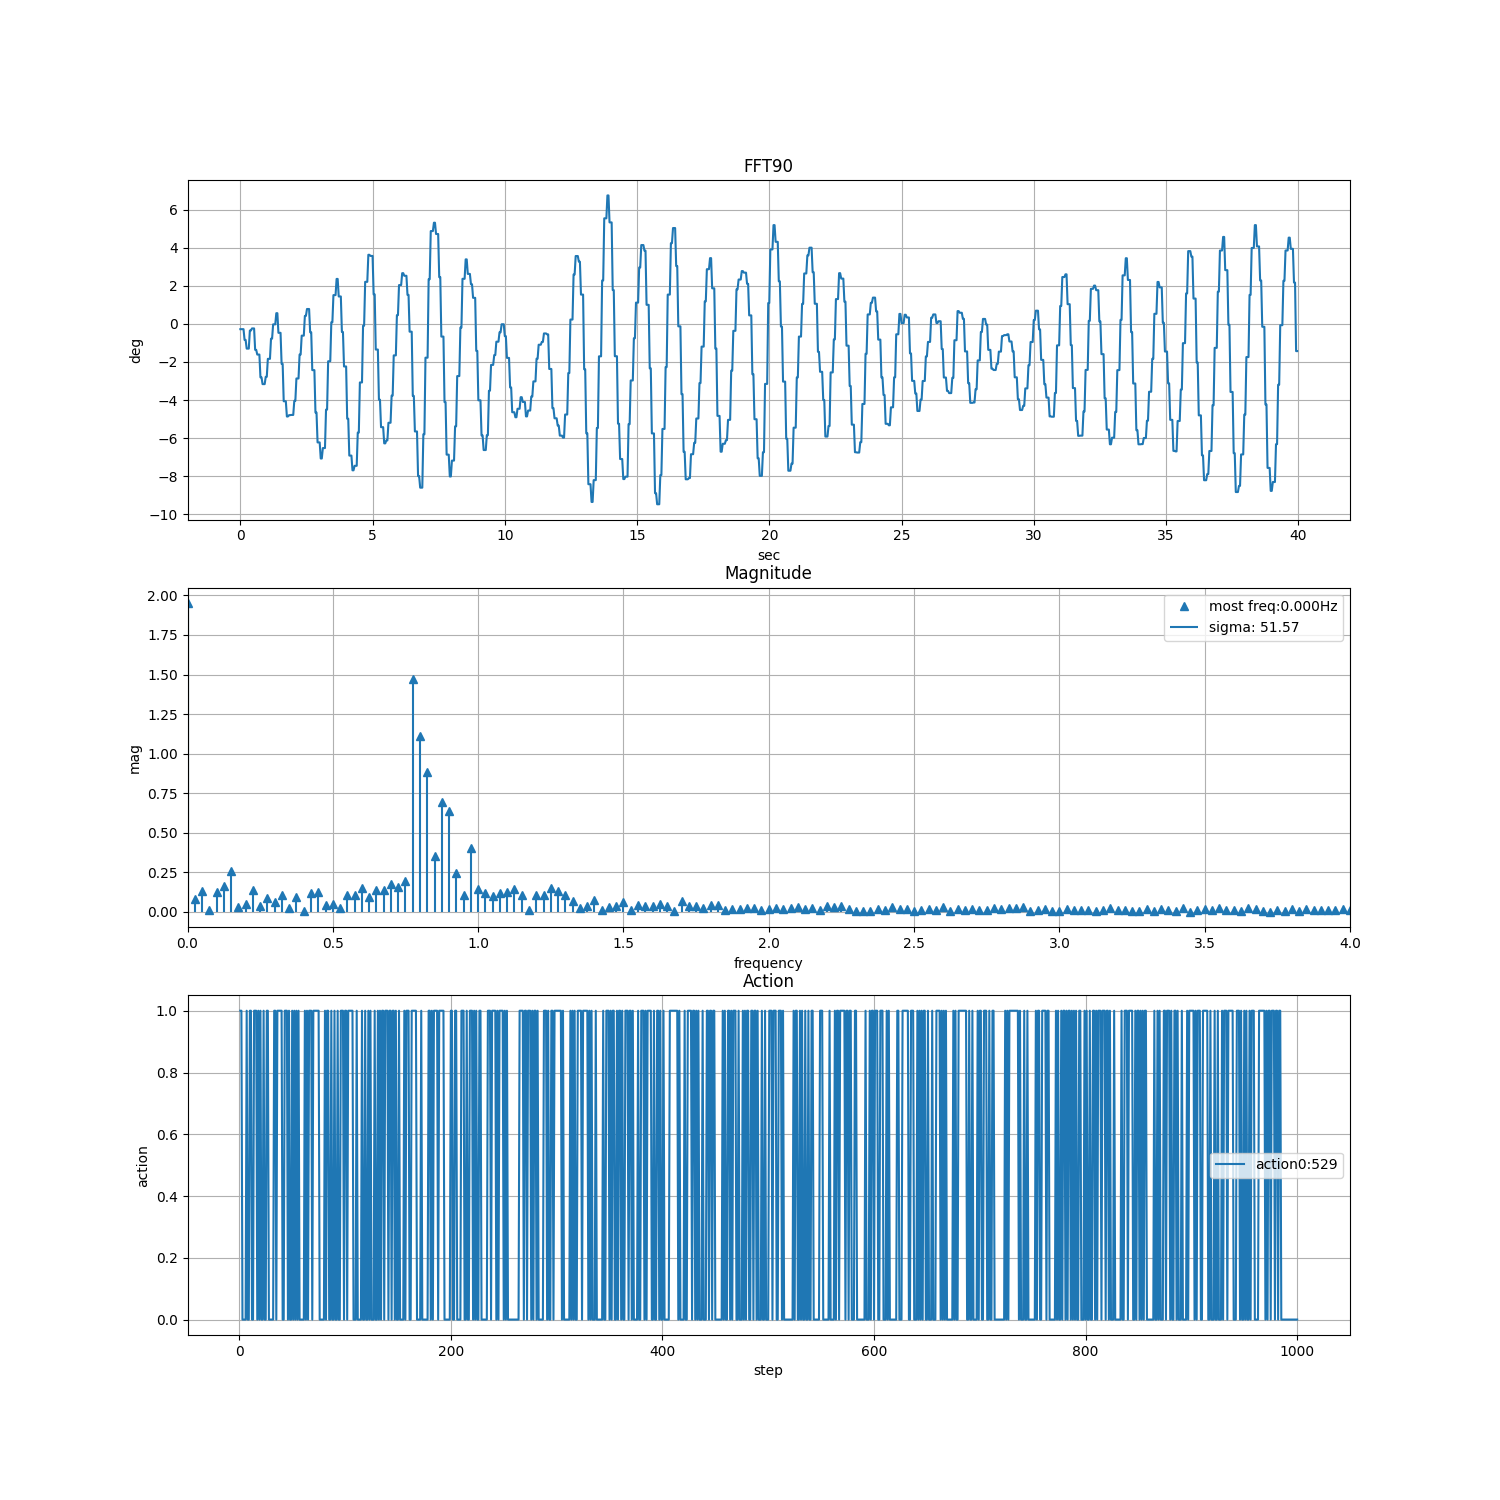 FFT90
6
4
2
0
−2
−4
−6
−8
−10
deg
0 5 10 15 20 25 30 35 40
sec
Magnitude
2.00
1.75
1.50
1.25
1.00
0.75
0.50
0.25
0.00
mag
most freq:0.000Hz
sigma: 51.57
0.0 0.5 1.0 1.5 2.0 2.5 3.0 3.5 4.0
frequency
Action
1.0
0.8
0.6
0.4
0.2
0.0
action
action0:529
0 200 400 600 800 1000
step